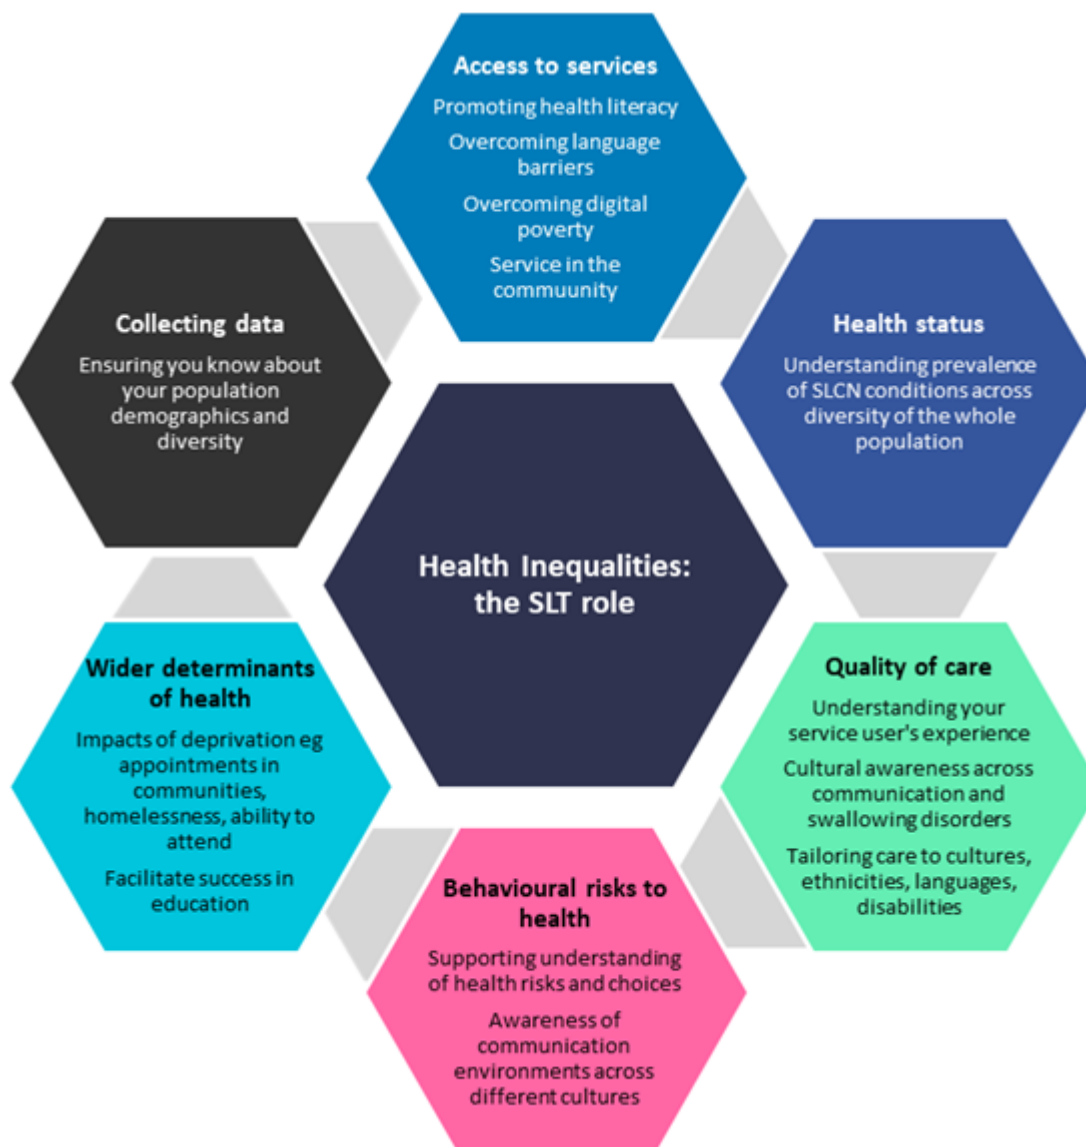 Access to services
Promoting health literacy
Overcoming language
barriers
Overcoming digital
poverty
Service in the
commuunity
Health status
Understanding prevalence
of SLCN conditions across
diversity of the whole
population
Quality of care
Understanding your
service user's experience
Cultural awareness across
communication and
swallowing disorders
Tailoring care to cultures,
ethnicities, languages,
disabilities
Behavioural risks to
health
Supporting understanding
of health risks and choices
Awareness of
communication
environments across
different cultures
Wider determinants
of health
Impacts of deprivation eg
appointments in
communities,
homelessness, ability to
attend
Facilitate success in
education
Collecting data
Ensuring you know about
your population
demographics and
diversity
Health Inequalities:
the SLT role